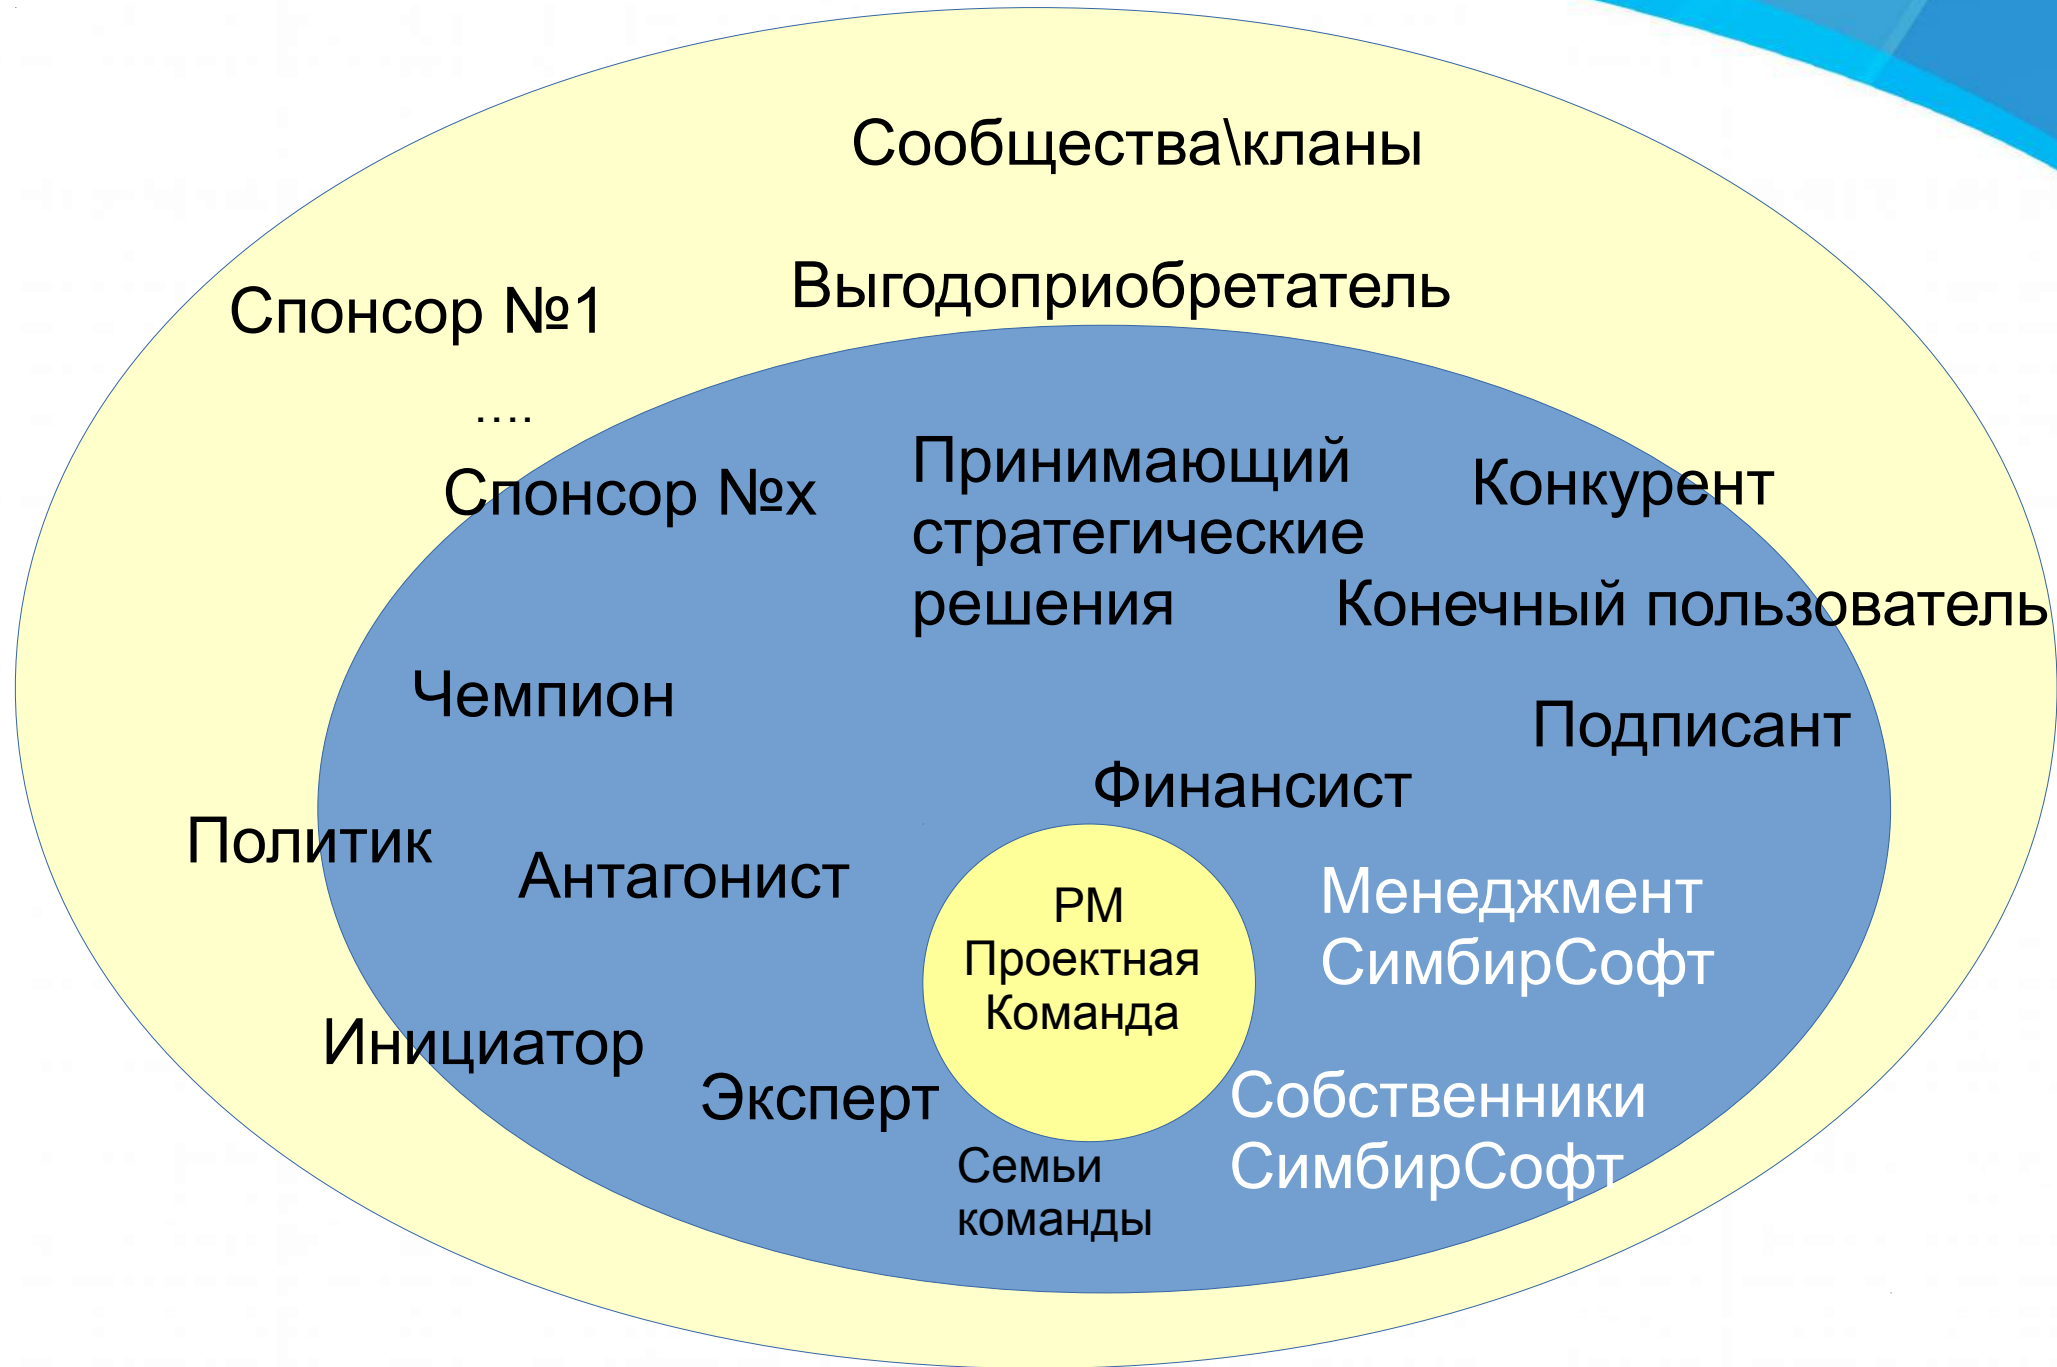 Сообщества\кланы
Выгодоприобретатель
Спонсор №1
....
Спонсор №x
Принимающий
стратегические
решения
Конкурент
Конечный пользователь
Чемпион
Подписант
Финансист
Политик
Антагонист
PM
Проектная
Команда
Менеджмент
СимбирСофт
Инициатор
Эксперт
Собственники
СимбирСофт
Семьи
команды